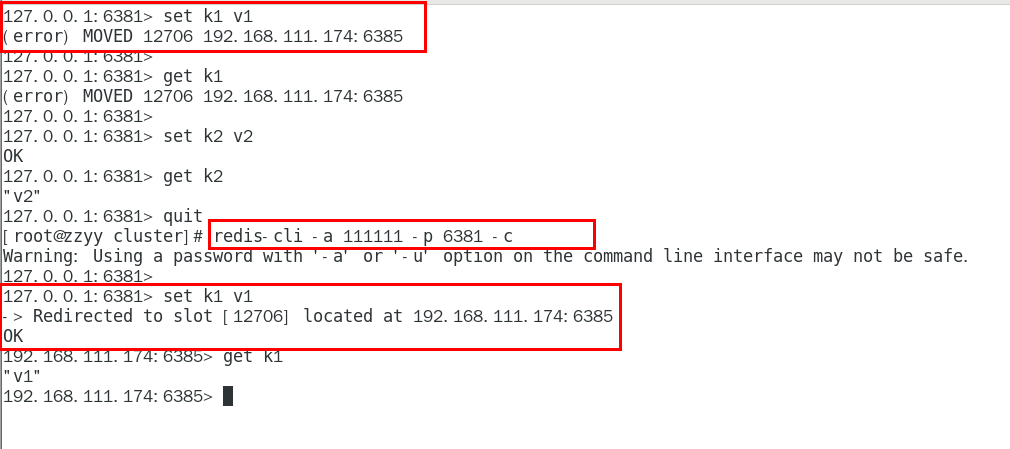 127.0.0.1:6381> set k1 v1
(error) MOVED 12706 192.168.111.174:6385
127.0.0.1:6381>
127.0.0.1:6381> get k1
(error) MOVED 12706 192.168.111.174:6385
127.0.0.1:6381>
127.0.0.1:6381> set k2 v2
OK
127.0.0.1:6381> get k2
"v2"
127.0.0.1:6381> quit
[root@zzyy cluster]# redis-cli -a 111111 -p 6381 -c
Warning: Using a password with '-a' or '-u' option on the command line interface may not be safe.
127.0.0.1:6381>
127.0.0.1:6381> set k1 v1
-> Redirected to slot [12706] located at 192.168.111.174:6385
OK
192.168.111.174:6385> get k1
"v1"
192.168.111.174:6385>